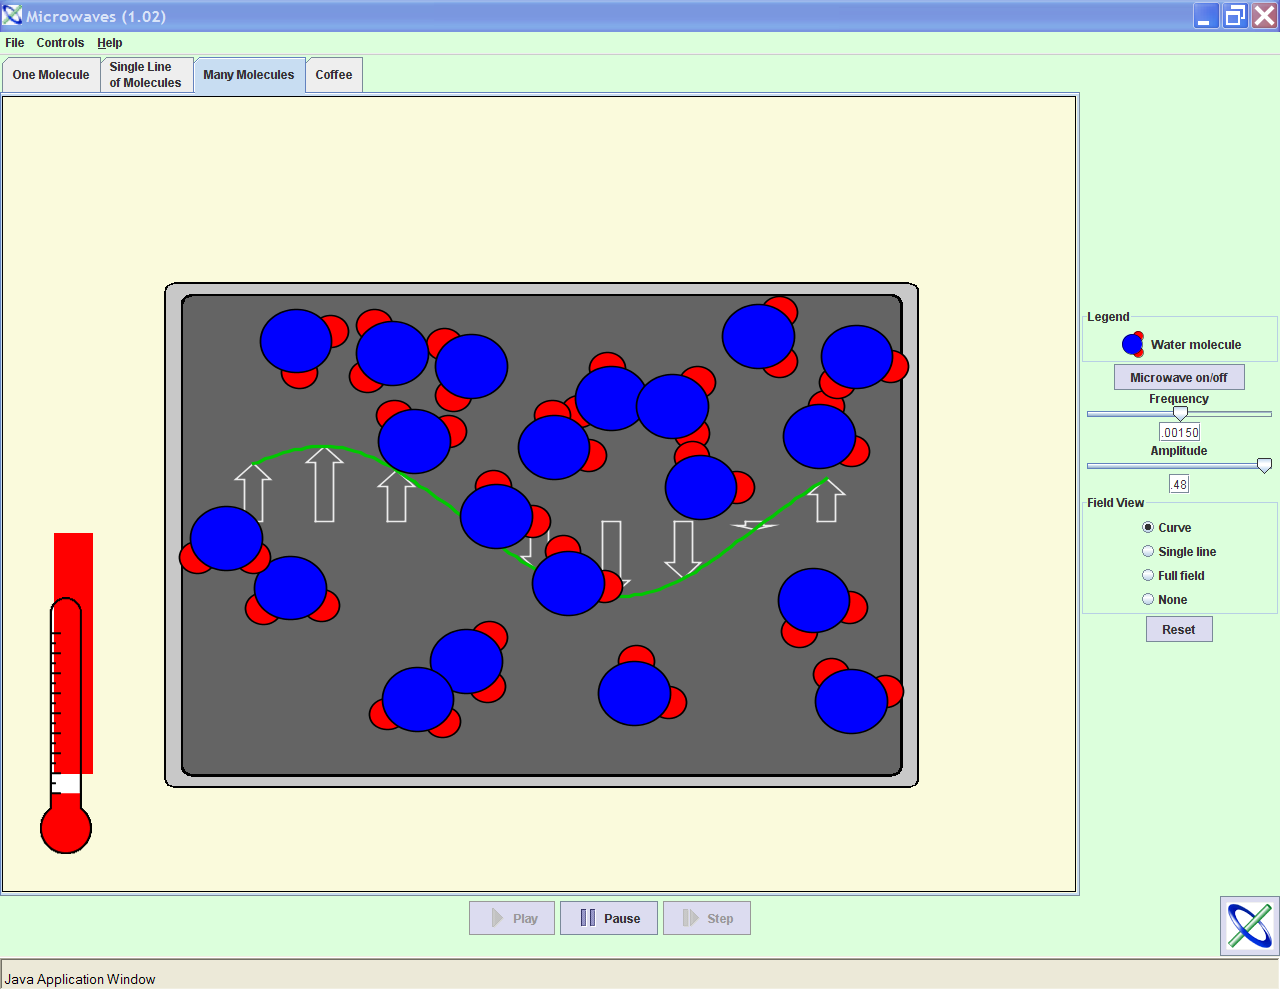 Microwaves (1.02)
File Controls Help
One Molecule
Single Line
of Molecules
Many Molecules
Coffee
Legend
Water molecule
Microwave on/off
Frequency
.00150
Amplitude
.48
Field View
Curve
Single line
Full field
None
Reset
Play
Pause
Step
Java Application Window